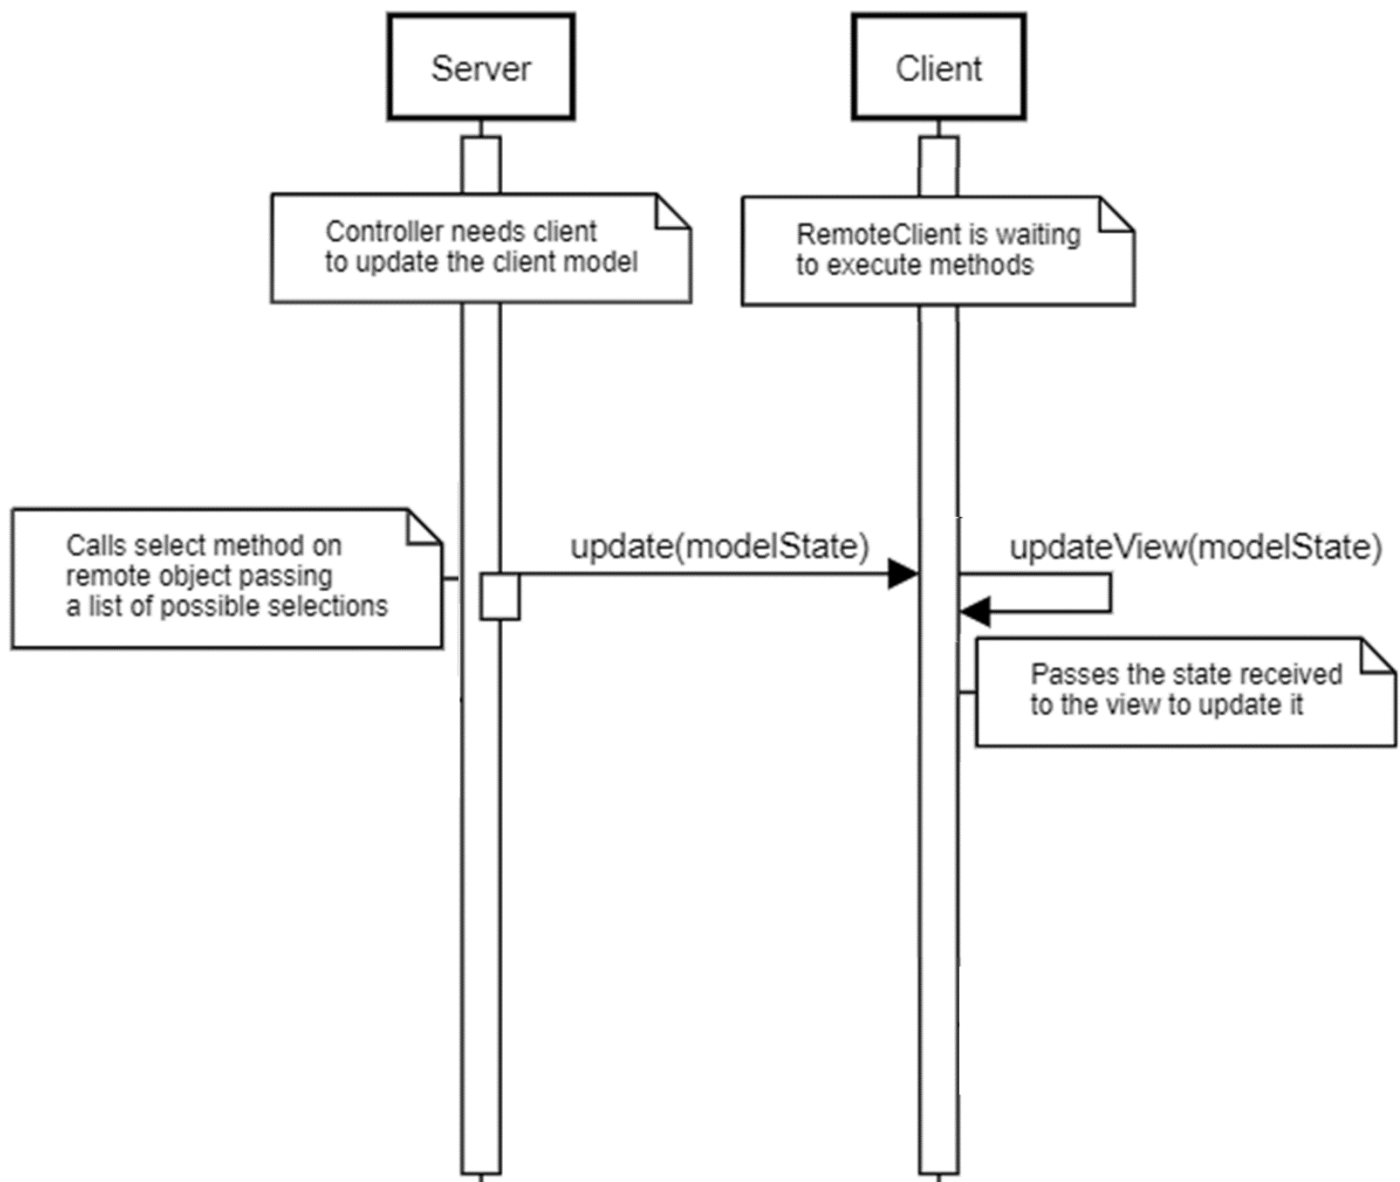 Server
Client
Controller needs client
to update the client model
RemoteClient is waiting
to execute methods
Calls select method on
remote object passing
a list of possible selections
update(modelState)
updateView(modelState)
Passes the state received
to the view to update it